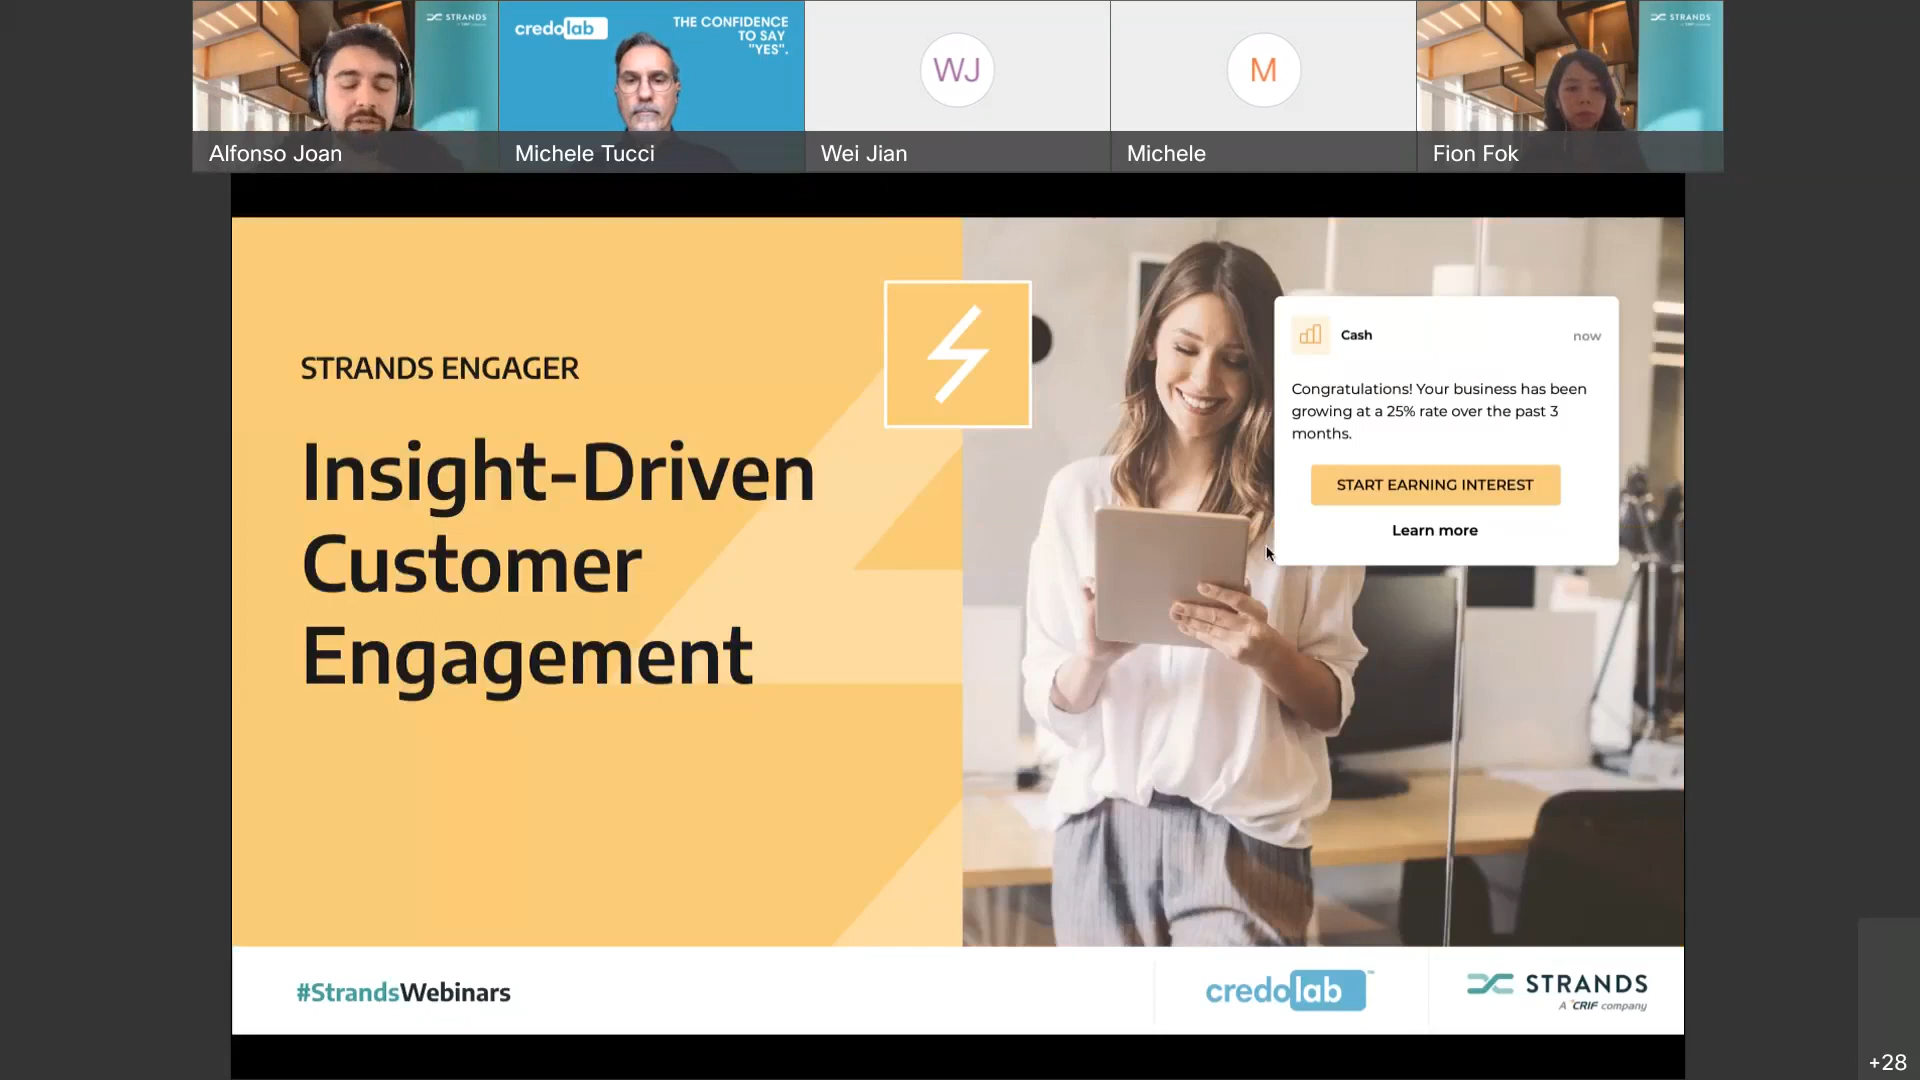 STRANDS
credolab
THE CONFIDENCE
TO SAY
"YES".
WJ
M
STRANDS
Alfonso Joan
Michele Tucci
Wei Jian
Michele
Fion Fok
STRANDS ENGAGER
Insight-Driven
Customer
Engagement
Cash
now
Congratulations! Your business has been
growing at a 25% rate over the past 3
months.
START EARNING INTEREST
Learn more
#StrandsWebinars
credolab™
STRANDS
A CRIF company
+28